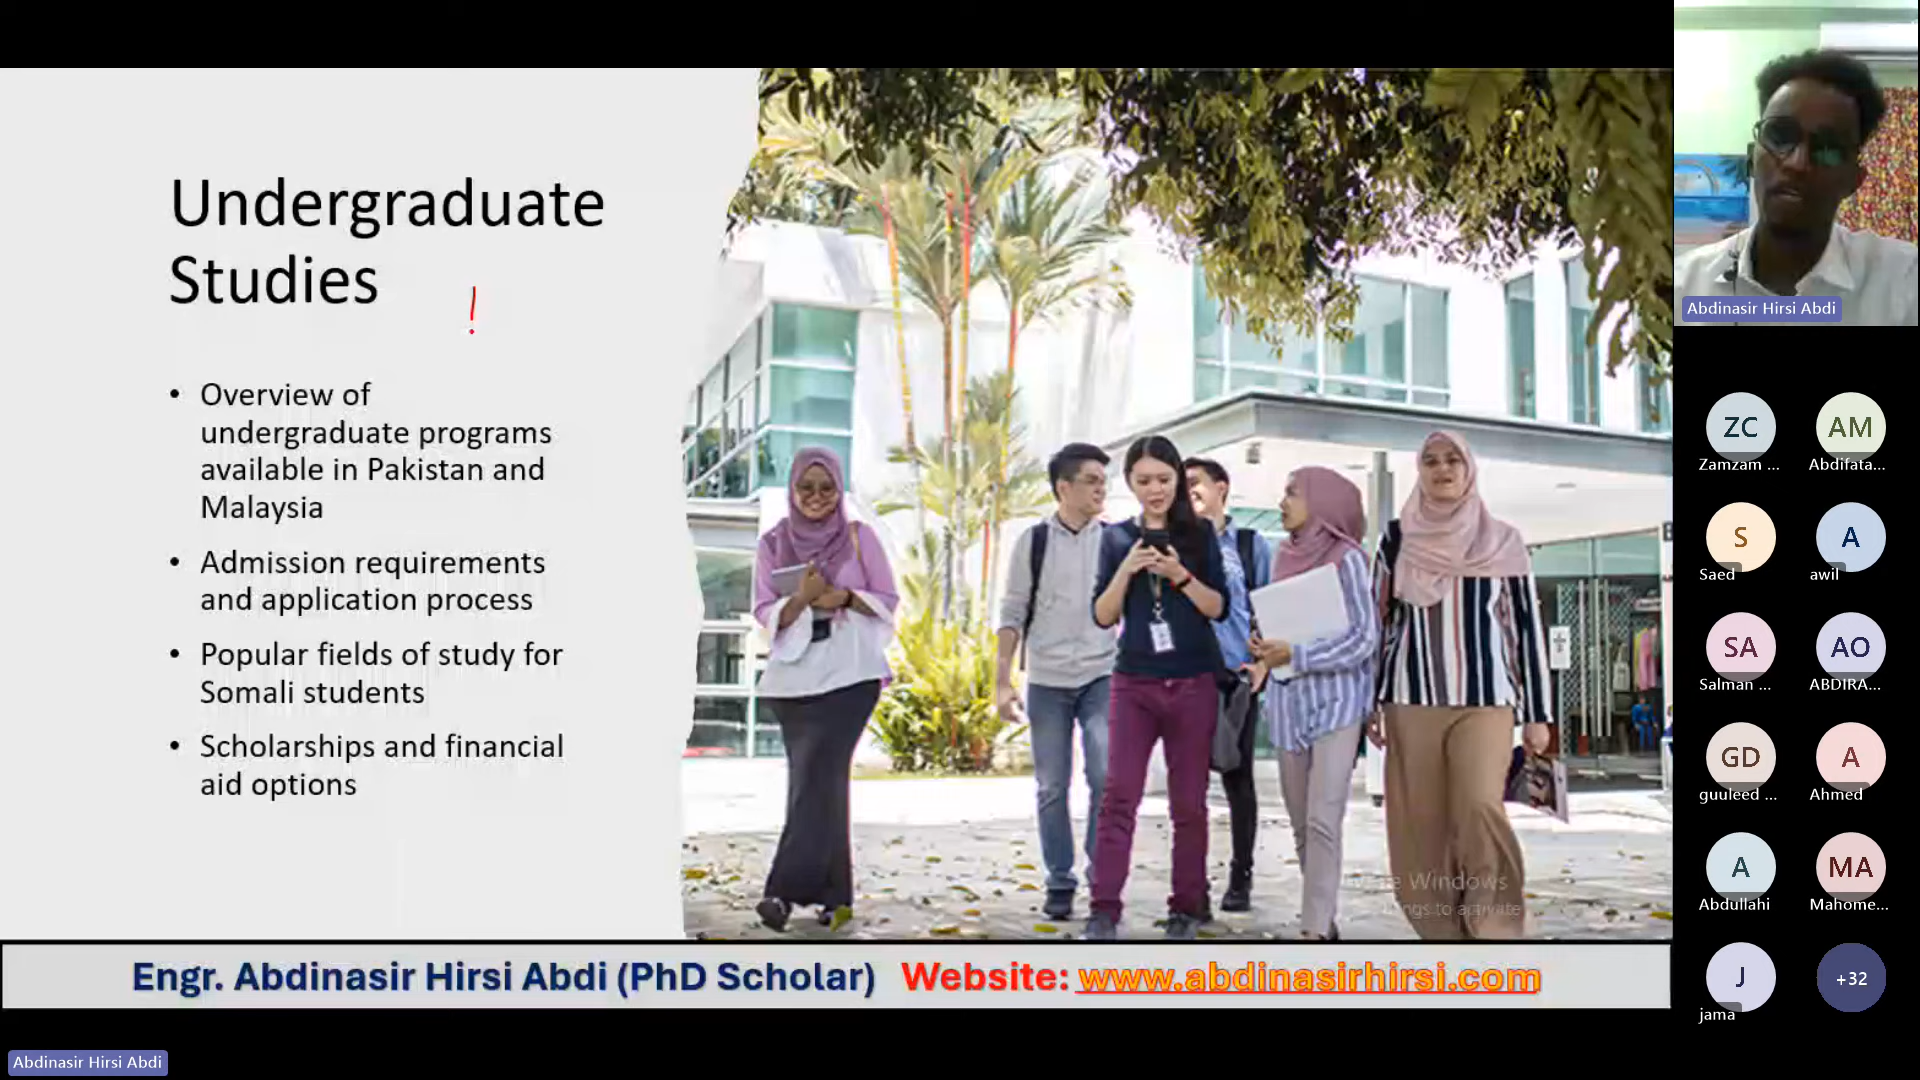 Undergraduate
Studies
!
• Overview of
undergraduate programs
available in Pakistan and
Malaysia
• Admission requirements
and application process
• Popular fields of study for
Somali students
• Scholarships and financial
aid options
Windows
to activate
Engr. Abdinasir Hirsi Abdi (PhD Scholar) Website: www.abdinasirhirsi.com
Abdinasir Hirsi Abdi
Abdinasir Hirsi Abdi
ZC
Zamzam ...
AM
Abdifata...
S
Saed
A
awil
SA
Salman ...
AO
ABDIRA...
GD
guuleed ...
A
Ahmed
A
Abdullahi
MA
Mahome...
J
jama
+32